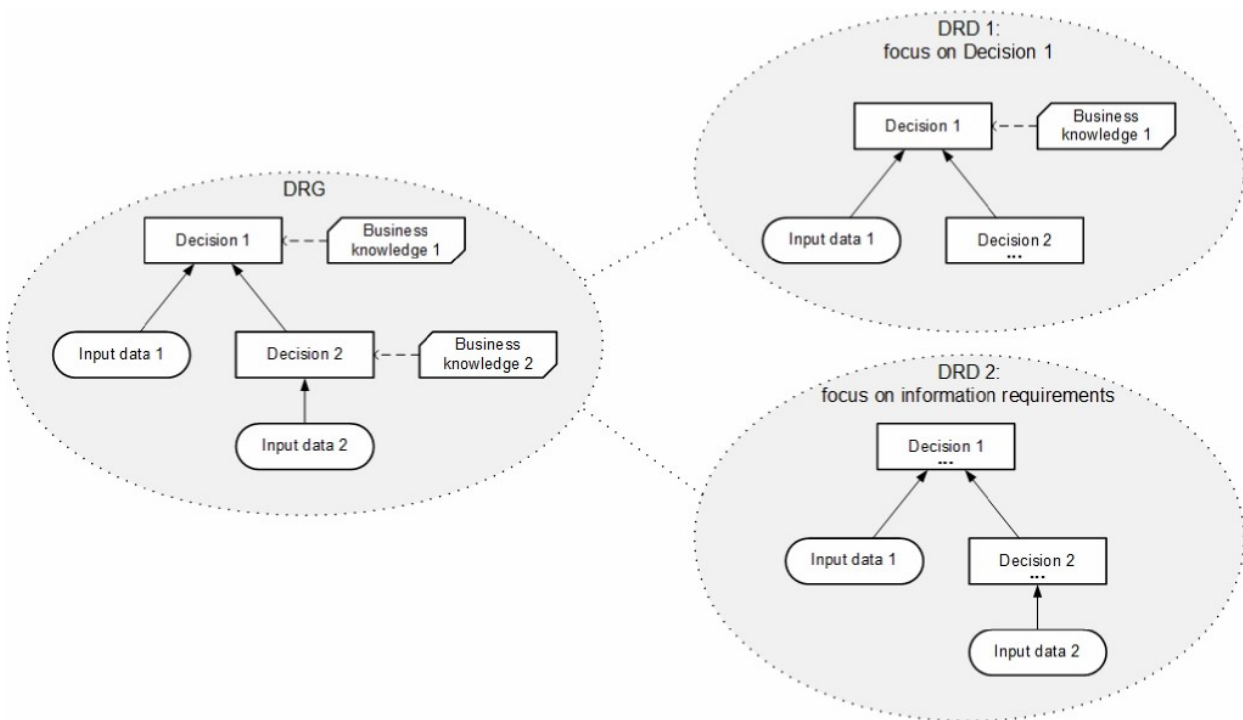 DRG
Decision 1
Business
knowledge 1
Input data 1
Decision 2
Business
knowledge 2
Input data 2
DRD 1:
focus on Decision 1
Decision 1
Business
knowledge 1
Input data 1
Decision 2
...
DRD 2:
focus on information requirements
Decision 1
...
Input data 1
Decision 2
...
Input data 2